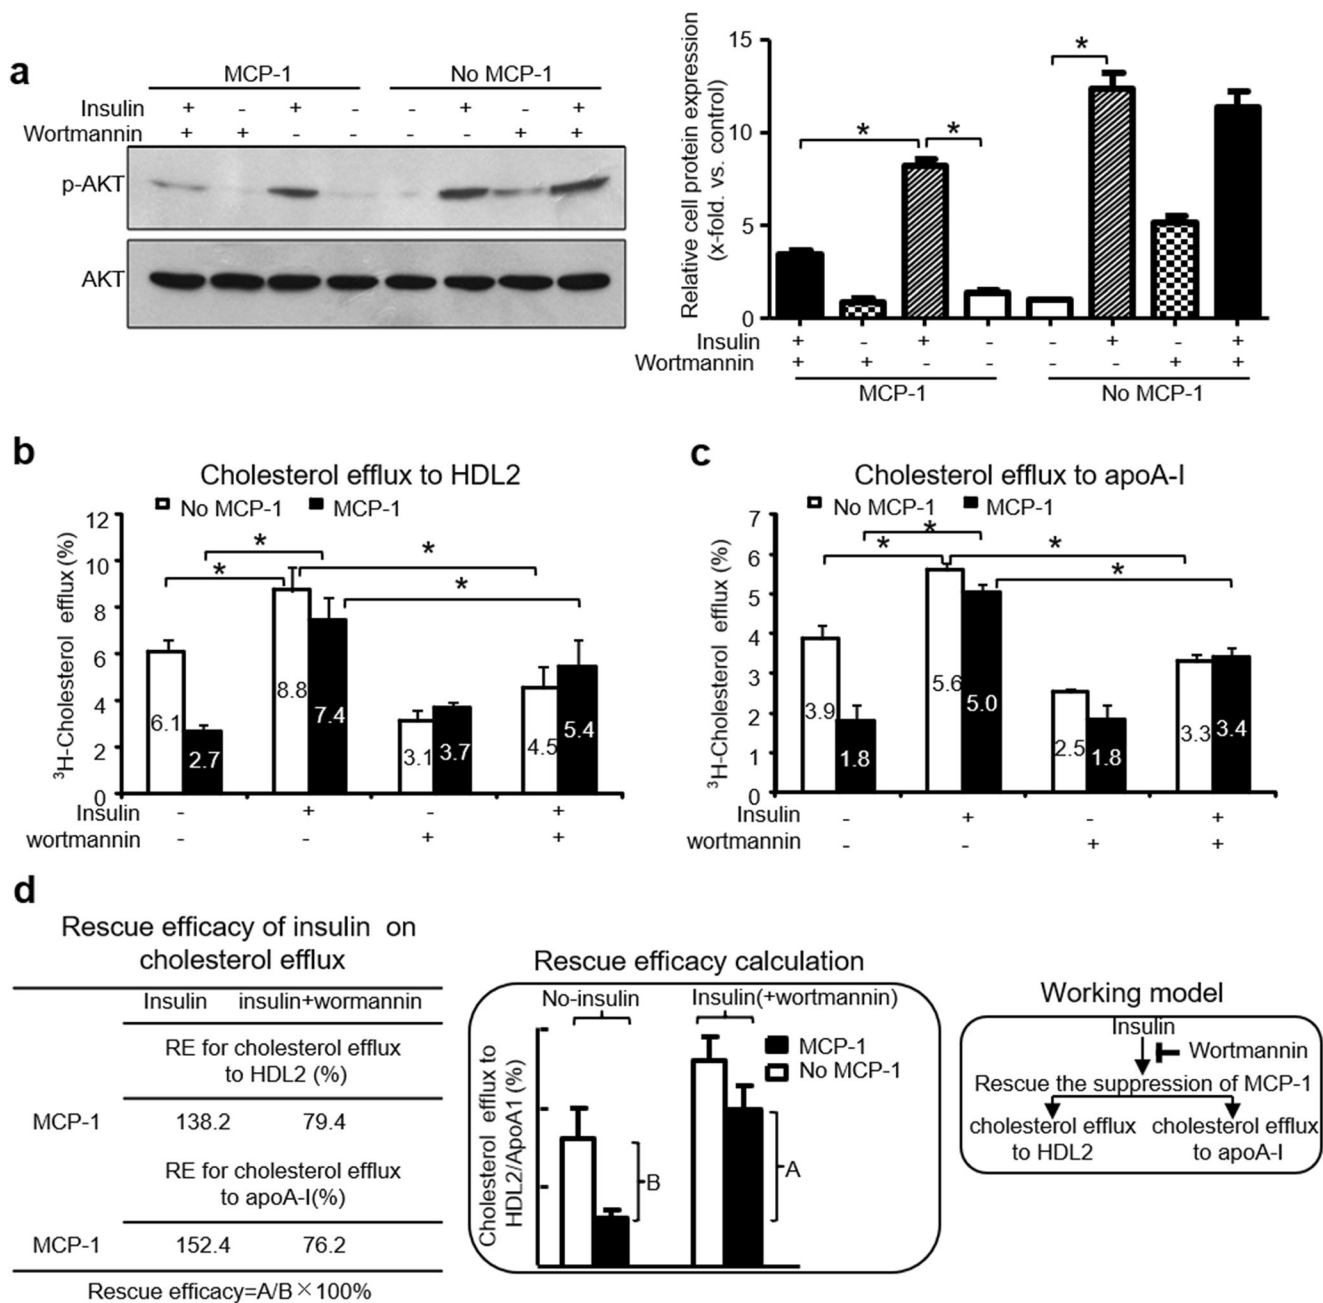 a
MCP-1 No MCP-1
Insulin + - + - - + - +
Wortmannin + + - - - - + +
p-AKT
AKT
Relative cell protein expression
(x-fold. vs. control)
15
10
5
0
* * *
Insulin + - + - - + - +
Wortmannin + + - - - - + +
MCP-1 No MCP-1
b
Cholesterol efflux to HDL2
No MCP-1 MCP-1
³H-Cholesterol efflux (%)
12
10
8
6
4
2
0
* * * *
6.1 2.7 8.8 7.4 3.1 3.7 4.5 5.4
Insulin - + - +
wortmannin - - + +
c
Cholesterol efflux to apoA-I
No MCP-1 MCP-1
³H-Cholesterol efflux (%)
7
6
5
4
3
2
1
0
* * * *
3.9 1.8 5.6 5.0 2.5 1.8 3.3 3.4
Insulin - + - +
wortmannin - - + +
d
Rescue efficacy of insulin on
cholesterol efflux
Insulin insulin+wormannin
RE for cholesterol efflux
to HDL2 (%)
MCP-1 138.2 79.4
RE for cholesterol efflux
to apoA-I(%)
MCP-1 152.4 76.2
Rescue efficacy=A/B×100%
Rescue efficacy calculation
No-insulin Insulin(+wortmannin)
MCP-1
No MCP-1
Cholesterol efflux to
HDL2/ApoA1 (%)
B
A
Working model
Insulin
Wortmannin
Rescue the suppression of MCP-1
cholesterol efflux cholesterol efflux
to HDL2 to apoA-I